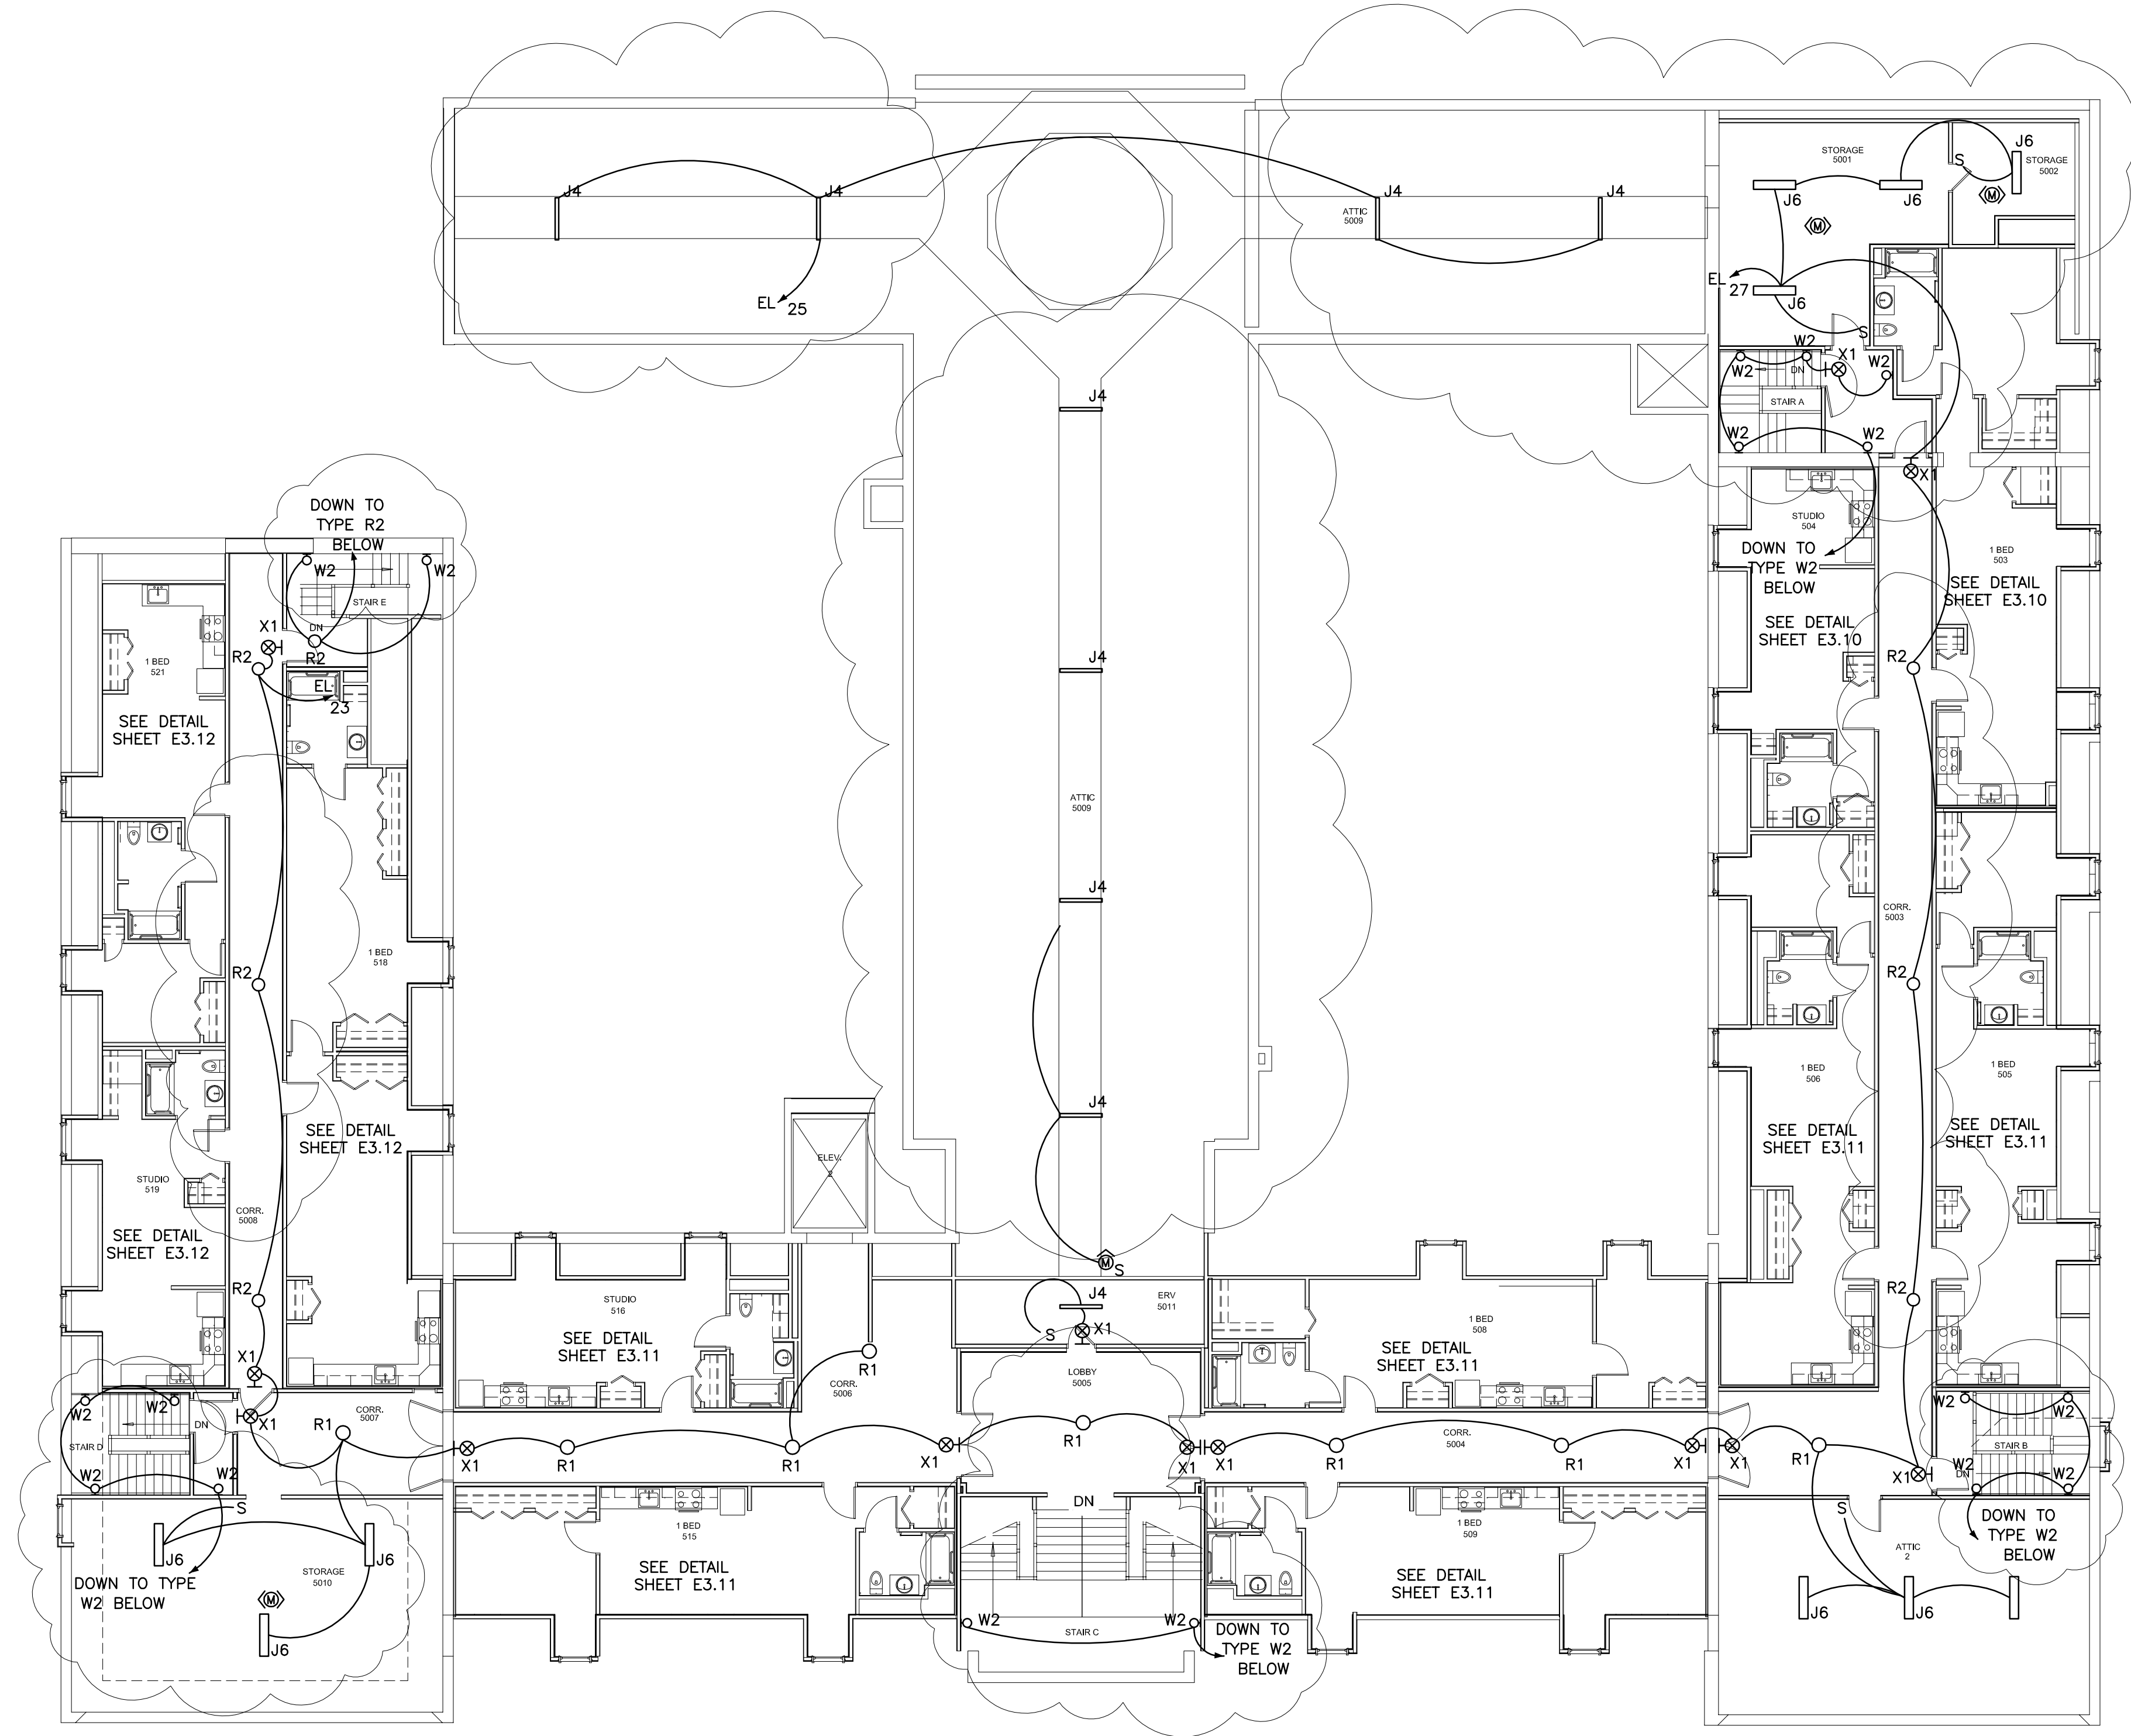 J6
STORAGE
5001
S
STORAGE
5002
J4
J4
J4
J4
J6
J6
M
ATTIC
5009
M
EL
25
EL
27
J6
S
W2
X1
W2
W2
DN
J4
STAIR A
W2
W2
X1
DOWN TO
TYPE R2
BELOW
STUDIO
504
W2
W2
DOWN TO
TYPE W2
BELOW
1 BED
503
SEE DETAIL
SHEET E3.10
STAIR E
X1
DN
SEE DETAIL
SHEET E3.10
R2
R2
J4
R2
1 BED
521
EL
23
SEE DETAIL
SHEET E3.12
ATTIC
5009
J4
CORR.
5003
1 BED
518
R2
R2
1 BED
506
1 BED
505
J4
SEE DETAIL
SHEET E3.12
SEE DETAIL
SHEET E3.11
SEE DETAIL
SHEET E3.11
ELEV.
2
STUDIO
519
CORR.
5008
SEE DETAIL
SHEET E3.12
M
S
R2
R2
STUDIO
516
J4
ERV
5011
SEE DETAIL
SHEET E3.11
S
X1
1 BED
508
SEE DETAIL
SHEET E3.11
X1
R1
LOBBY
5005
CORR.
5006
W2
W2
CORR.
5007
W2
W2
X1
R1
DN
STAIR D
R1
CORR.
5004
STAIR B
X1
R1
R1
X1
X1
X1
R1
R1
X1
X1
R1
X1
W2
DN
W2
W2
W2
S
DN
S
DOWN TO
TYPE W2
BELOW
1 BED
515
1 BED
509
ATTIC
2
J6
J6
STORAGE
5010
SEE DETAIL
SHEET E3.11
SEE DETAIL
SHEET E3.11
DOWN TO TYPE
W2 BELOW
M
J6
J6
J6
W2
W2
STAIR C
DOWN TO
TYPE W2
BELOW